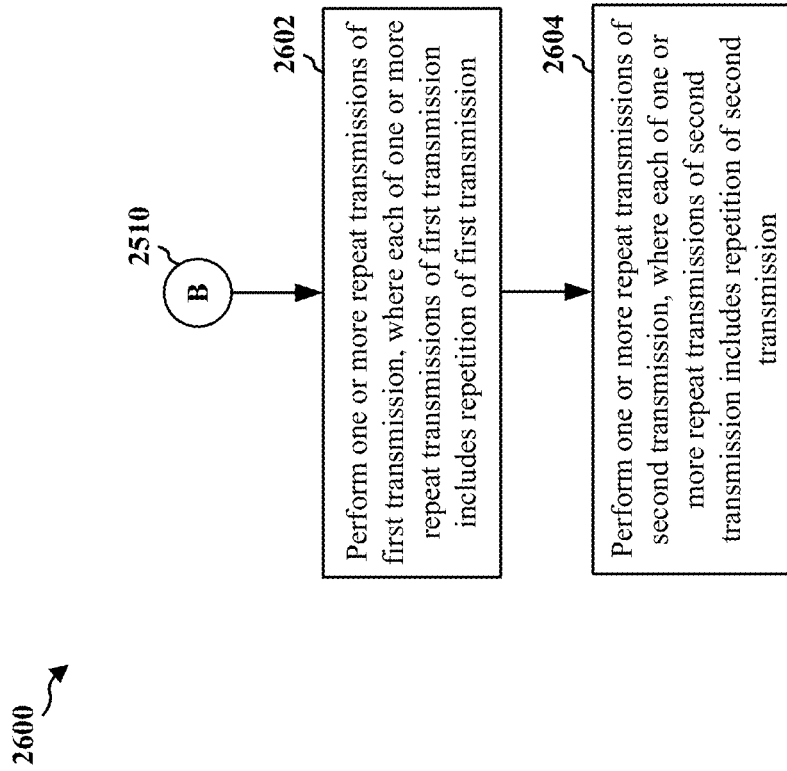 2600
2510
B
2602
Perform one or more repeat transmissions of
first transmission, where each of one or more
repeat transmissions of first transmission
includes repetition of first transmission
2604
Perform one or more repeat transmissions of
second transmission, where each of one or
more repeat transmissions of second
transmission includes repetition of second
transmission